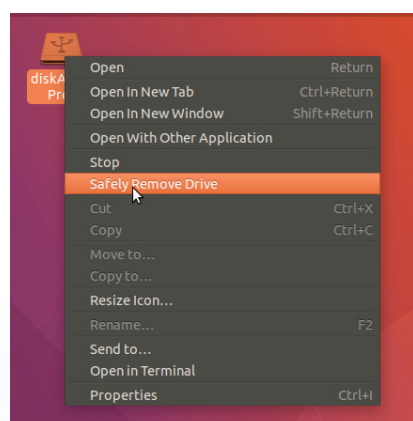 diskA
Pro
Open Return
Open In New Tab Ctrl+Return
Open In New Window Shift+Return
Open With Other Application
Stop
Safely Remove Drive
Cut Ctrl+X
Copy Ctrl+C
Move to...
Copy to...
Resize Icon...
Rename... F2
Send to...
Open in Terminal
Properties Ctrl+I